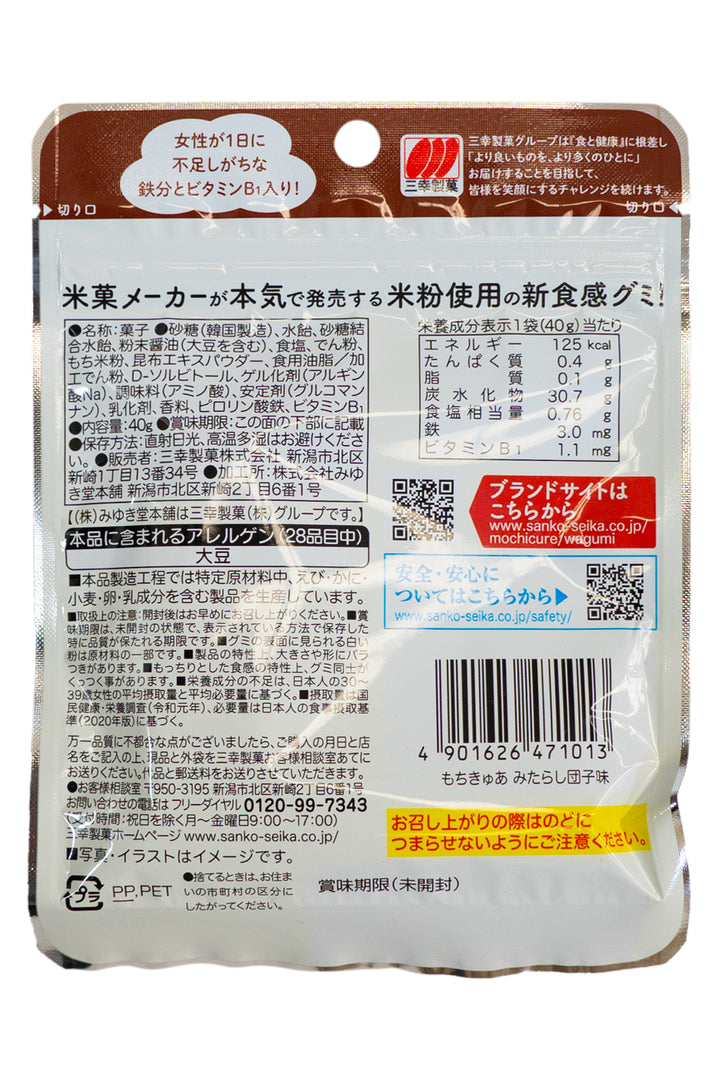 女性が1日に
不足しがちな
鉄分とビタミンB1入り!
三幸製菓
三幸製菓グループは『食と健康』に根差し
「より良いものを、より多くのひとに」
お届けすることを目指して、
皆様を笑顔にするチャレンジを続けます。
切り口
切り口
米菓メーカーが本気で発売する米粉使用の新食感グミ
●名称:菓子 ●砂糖(韓国製造)、水飴、砂糖結
合水飴、粉末醤油(大豆を含む)、食塩、でん粉、
もち米粉、昆布エキスパウダー、食用油脂/加
工でん粉、D-ソルビトール、ゲル化剤(アルギン
酸Na)、調味料(アミノ酸)、安定剤(グルコマン
ナン)、乳化剤、香料、ピロリン酸鉄、ビタミンB1
●内容量:40g ●賞味期限:この面の下部に記載
●保存方法:直射日光、高温多湿はお避けくださ
い。●販売者:三幸製菓株式会社 新潟市北区
新崎1丁目13番34号 ●加工所:株式会社みゆ
き堂本舗 新潟市北区新崎2丁目6番1号
【(株)みゆき堂本舗は三幸製菓(株)グループです。】
本品に含まれるアレルゲン(28品目中)
大豆
■本品製造工程では特定原材料中、えび・かに・
小麦・卵・乳成分を含む製品を生産しています。
■取扱上の注意:開封後はお早めにお召し上がりください。■賞
味期限は、未開封の状態で、表示されている方法で保存した
時に品質が保たれる期限です。■グミの表面に見られる白い
粉は原材料の一部です。■製品の特性上、大きさや形にバラ
つきがあります。■もっちりとした食感の特性上、グミ同士が
くっつく事があります。■栄養成分の不足は、日本人の30～
39歳女性の平均摂取量と平均必要量に基づく。■摂取量は国
民健康・栄養調査(令和元年)、必要量は日本人の食事摂取基
準(2020年版)に基づく。
万一品質に不都合な点がございましたら、ご購入の月日と店
名をご記入の上、現品と外袋を三幸製菓お客様相談室あてに
お送りください。代品と郵送料をお送りさせていただきます。
●お客様相談室 〒950-3195 新潟市北区新崎2丁目6番1号
お問い合わせの電話は フリーダイヤル 0120-99-7343
(受付時間:祝日を除く月～金曜日9:00～17:00)
三幸製菓ホームページ www.sanko-seika.co.jp/
■写真・イラストはイメージです。
プラ
PP,PET
●捨てるときは、お住ま
いの市町村の区分に
したがってください。
栄養成分表示1袋(40g)当たり
エネルギー 125 kcal
たんぱく質 0.4 g
脂質 0.1 g
炭水化物 30.7 g
食塩相当量 0.76 g
鉄 3.0 mg
ビタミンB1 1.1 mg
ブランドサイトは
こちらから
www.sanko-seika.co.jp/
mochicure/wagumi
安全・安心に
ついてはこちらから
www.sanko-seika.co.jp/safety/
4 901626 471013
もちきゅあ みたらし団子味
お召し上がりの際はのどに
つまらせないようにご注意ください。
賞味期限(未開封)